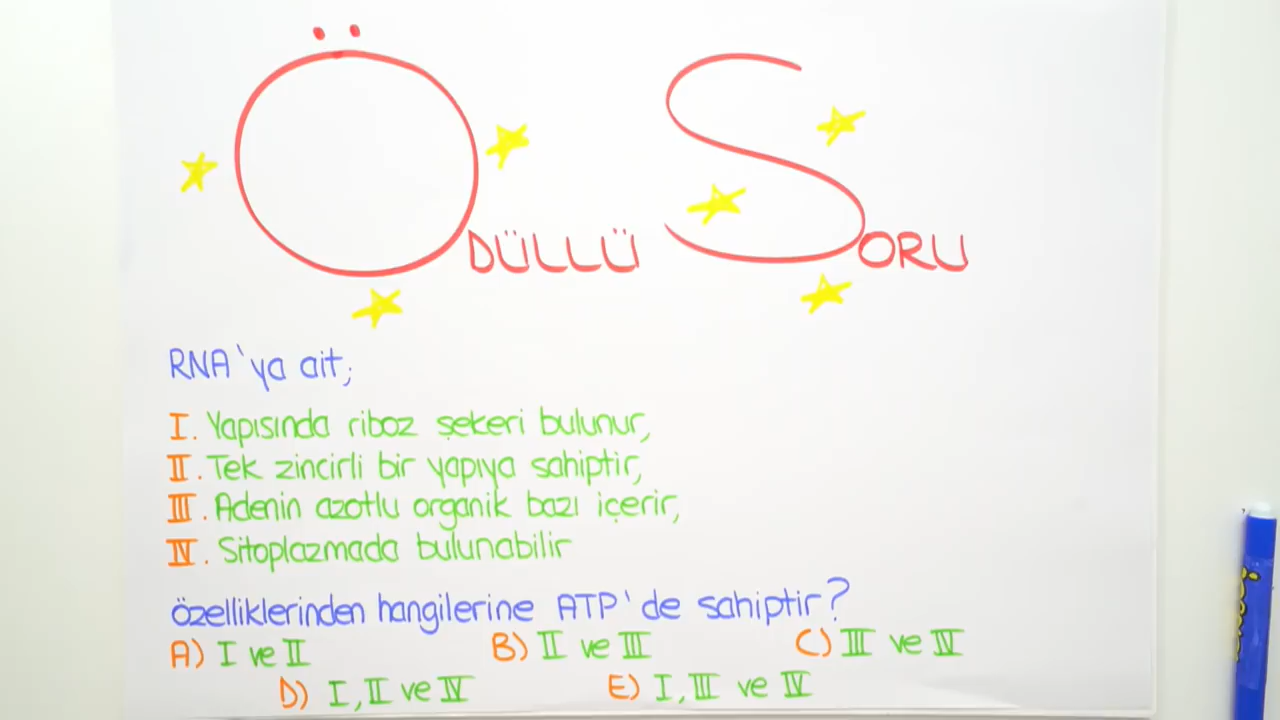 ÖDÜLLÜ SORU
RNA'ya ait;
I. Yapısında riboz şekeri bulunur,
II. Tek zincirli bir yapıya sahiptir,
III. Adenin azotlu organik bazı içerir,
IV. Sitoplazmada bulunabilir
özelliklerinden hangilerine ATP'de sahiptir?
A) I ve II B) II ve III C) III ve IV
D) I, II ve IV E) I, III ve IV